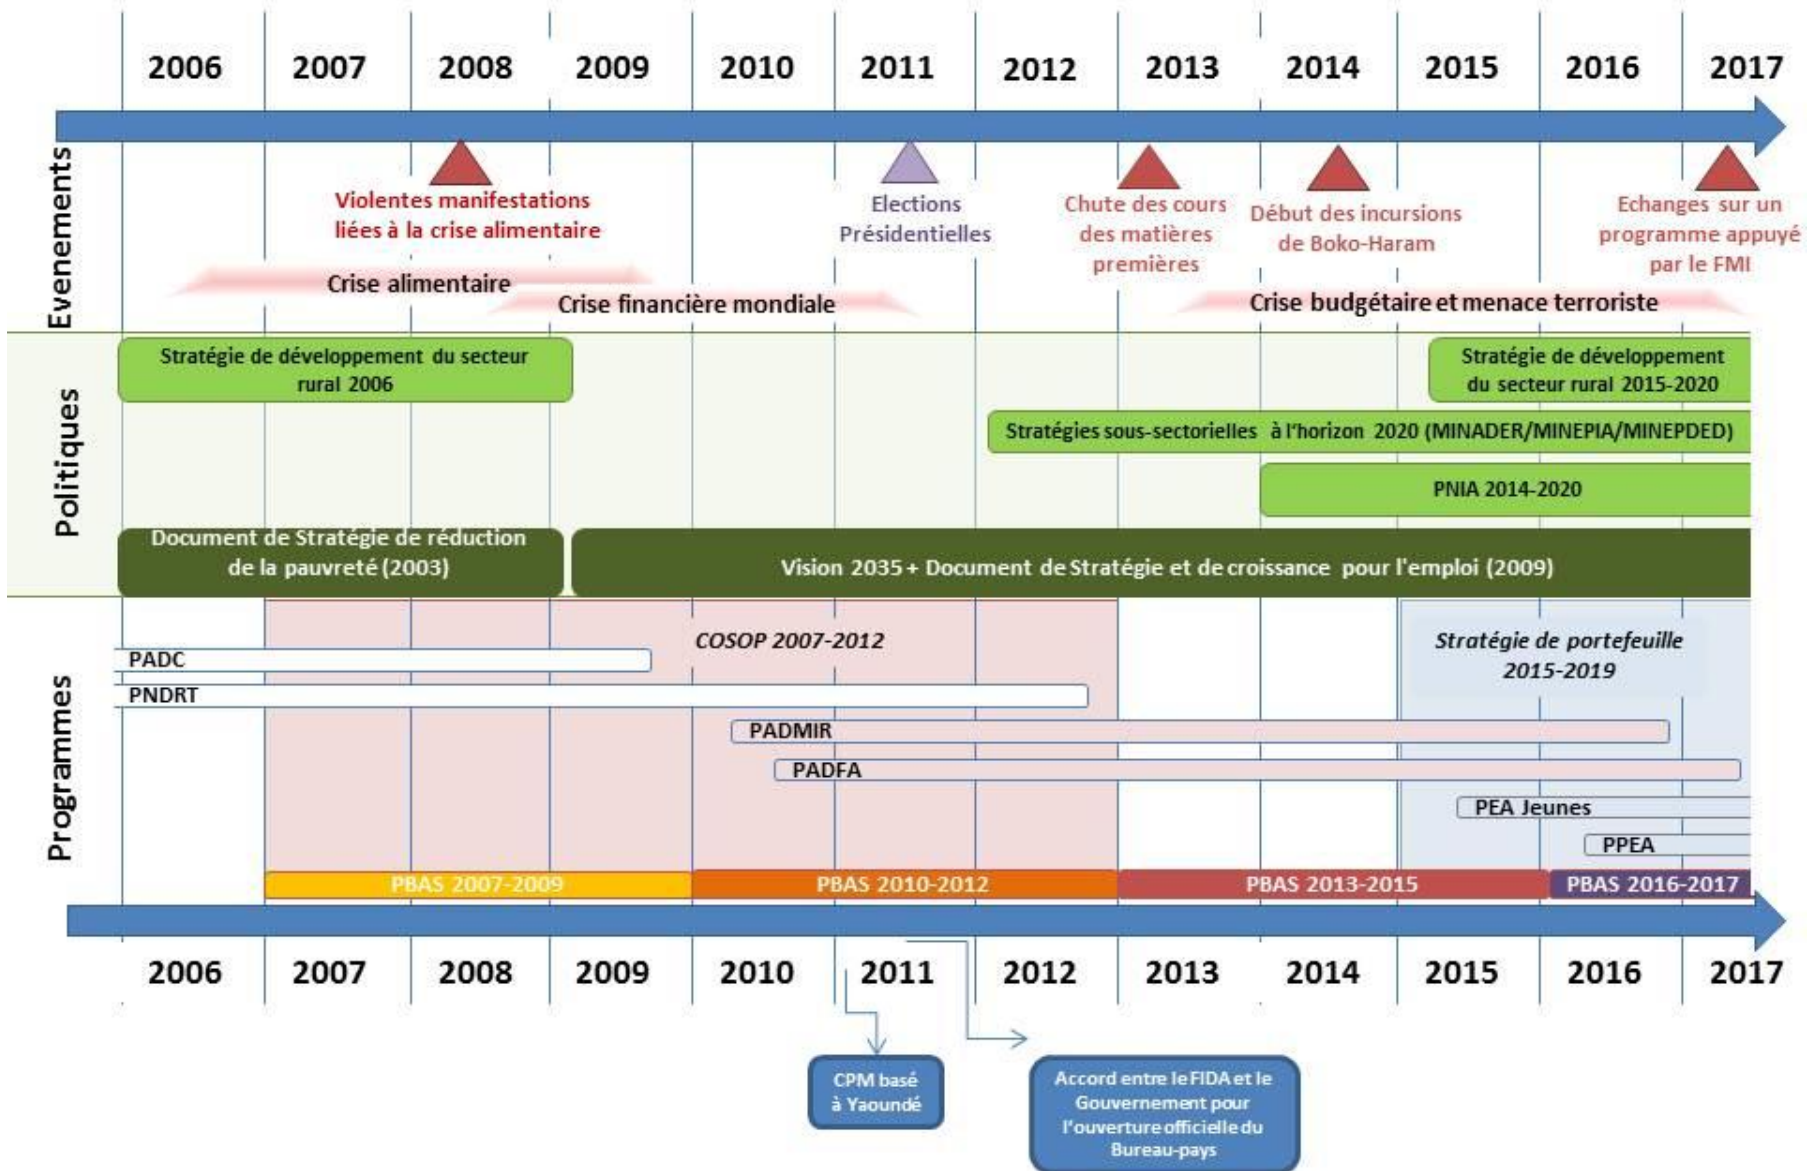 2006 2007 2008 2009 2010 2011 2012 2013 2014 2015 2016 2017
Evenements
Violentes manifestations
liées à la crise alimentaire
Elections
Présidentielles
Chute des cours
des matières
premières
Début des incursions
de Boko-Haram
Echanges sur un
programme appuyé
par le FMI
Crise alimentaire
Crise financière mondiale
Crise budgétaire et menace terroriste
Politiques
Stratégie de développement du secteur
rural 2006
Stratégie de développement
du secteur rural 2015-2020
Stratégies sous-sectorielles à l'horizon 2020 (MINADER/MINEPIA/MINEPDED)
PNIA 2014-2020
Document de Stratégie de réduction
de la pauvreté (2003)
Vision 2035 + Document de Stratégie et de croissance pour l'emploi (2009)
Programmes
COSOP 2007-2012
Stratégie de portefeuille
2015-2019
PADC
PNDRT
PADMIR
PADFA
PEA Jeunes
PPEA
PBAS 2007-2009
PBAS 2010-2012
PBAS 2013-2015
PBAS 2016-2017
2006 2007 2008 2009 2010 2011 2012 2013 2014 2015 2016 2017
CPM basé
à Yaoundé
Accord entre le FIDA et le
Gouvernement pour
l'ouverture officielle du
Bureau-pays